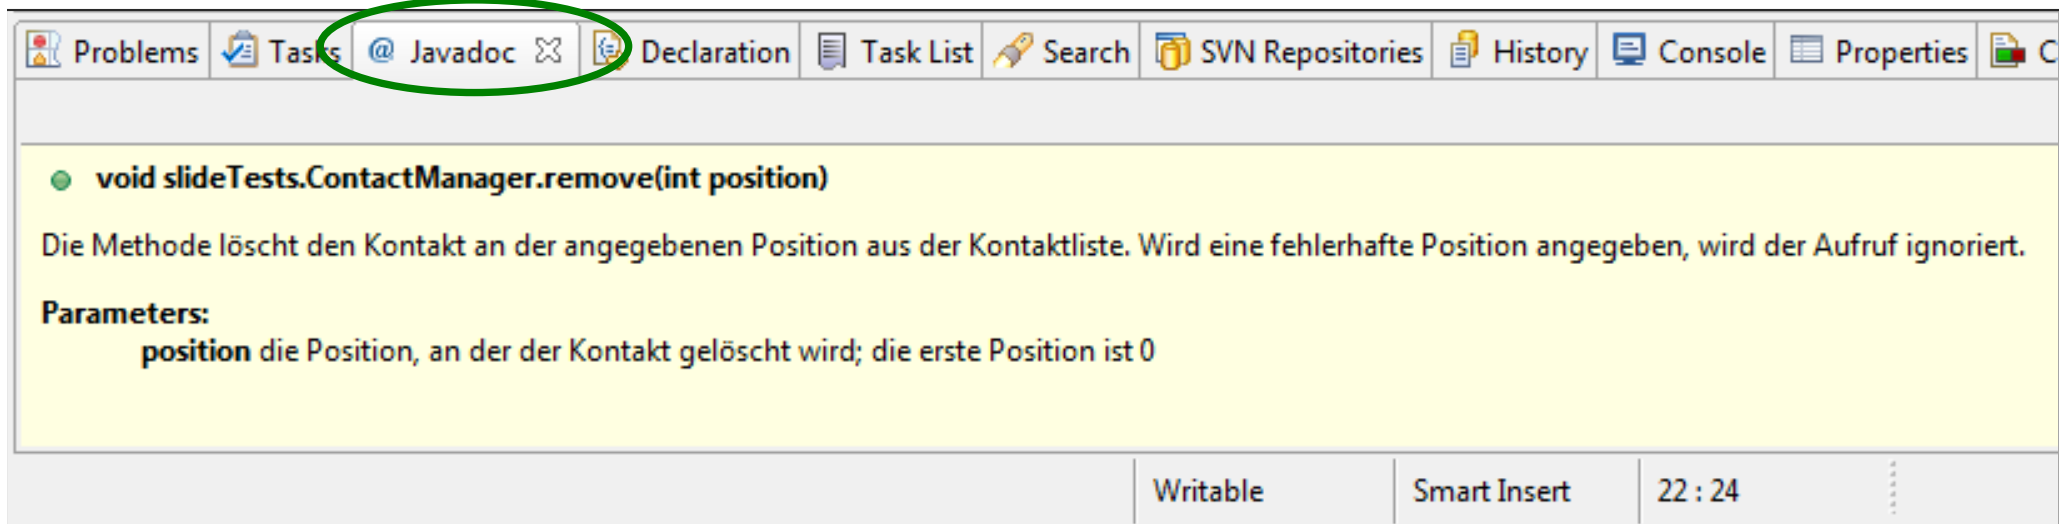 Problems Tasks @ Javadoc Declaration Task List Search SVN Repositories History Console Properties C
void slideTests.ContactManager.remove(int position)
Die Methode löscht den Kontakt an der angegebenen Position aus der Kontaktliste. Wird eine fehlerhafte Position angegeben, wird der Aufruf ignoriert.
Parameters:
position die Position, an der der Kontakt gelöscht wird; die erste Position ist 0
Writable Smart Insert 22 : 24